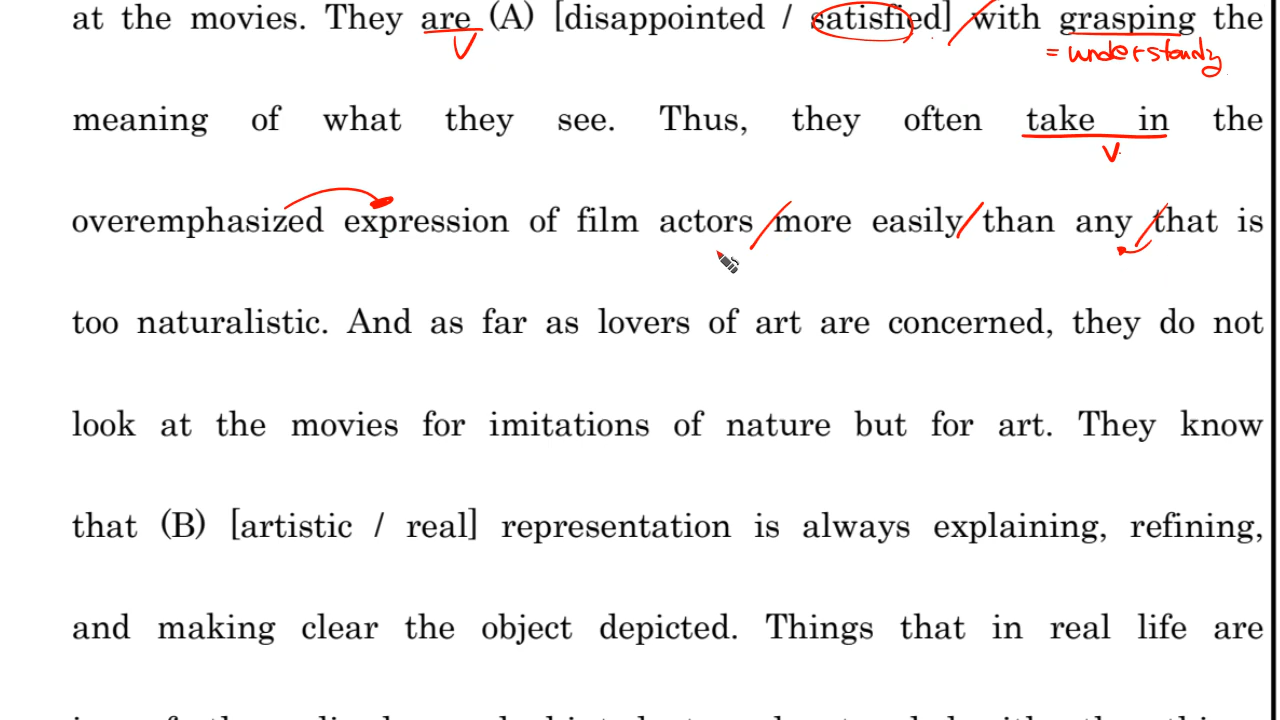 at the movies. They are (A) [disappointed / satisfied] with grasping the
V
= understandg
meaning of what they see. Thus, they often take in the
V
overemphasized expression of film actors more easily than any that is
too naturalistic. And as far as lovers of art are concerned, they do not
look at the movies for imitations of nature but for art. They know
that (B) [artistic / real] representation is always explaining, refining,
and making clear the object depicted. Things that in real life are